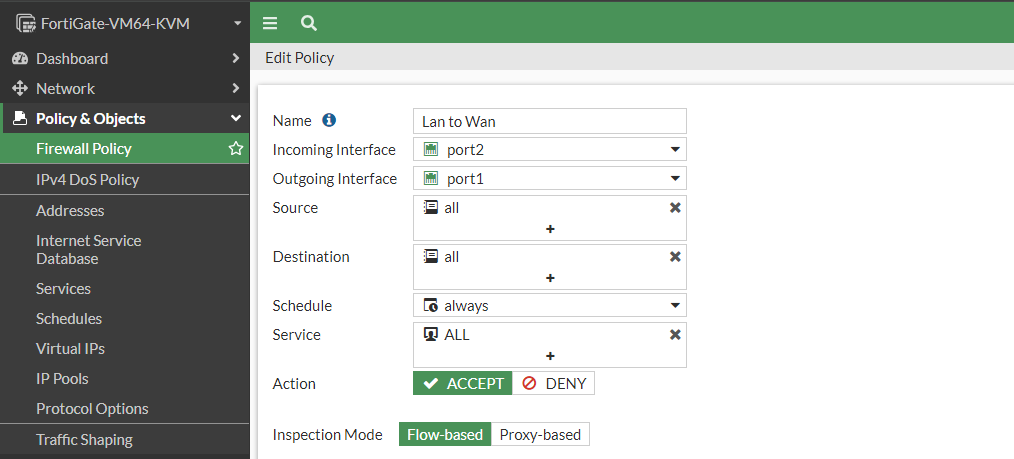 FortiGate-VM64-KVM
Dashboard
Network
Policy & Objects
Firewall Policy
IPv4 DoS Policy
Addresses
Internet Service
Database
Services
Schedules
Virtual IPs
IP Pools
Protocol Options
Traffic Shaping
Edit Policy
Name Lan to Wan
Incoming Interface port2
Outgoing Interface port1
Source all
+
Destination all
+
Schedule always
Service ALL
+
Action ACCEPT DENY
Inspection Mode Flow-based Proxy-based